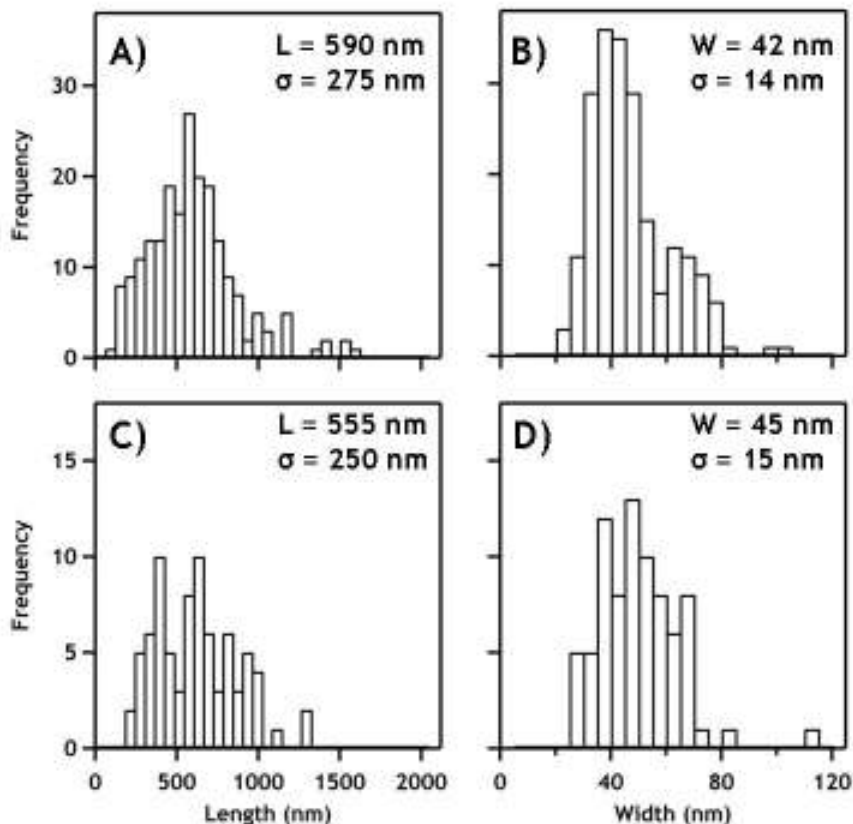 A)
L = 590 nm
σ = 275 nm
B)
W = 42 nm
σ = 14 nm
Frequency
30
20
10
0
C)
L = 555 nm
σ = 250 nm
D)
W = 45 nm
σ = 15 nm
Frequency
15
10
5
0
0 500 1000 1500 2000
Length (nm)
0 40 80 120
Width (nm)